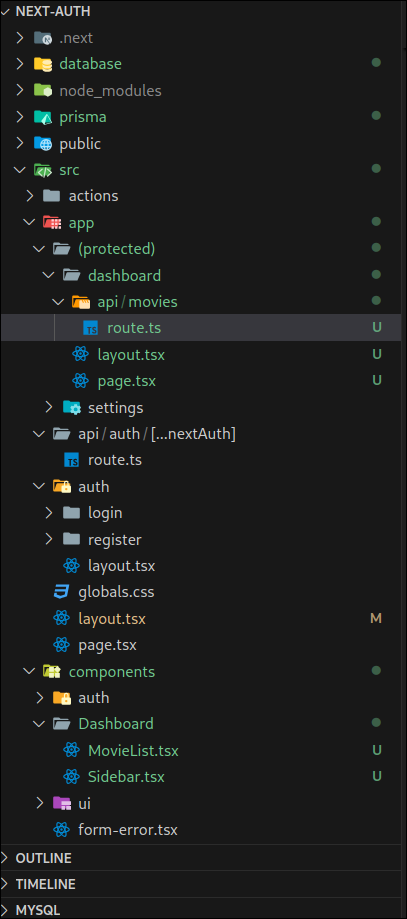 NEXT-AUTH
.next
database
node_modules
prisma
public
src
actions
app
(protected)
dashboard
api/movies
TS route.ts U
layout.tsx U
page.tsx U
settings
api/auth/[...nextAuth]
TS route.ts
auth
login
register
layout.tsx
globals.css
layout.tsx M
page.tsx
components
auth
Dashboard
MovieList.tsx U
Sidebar.tsx U
ui
form-error.tsx
OUTLINE
TIMELINE
MYSQL